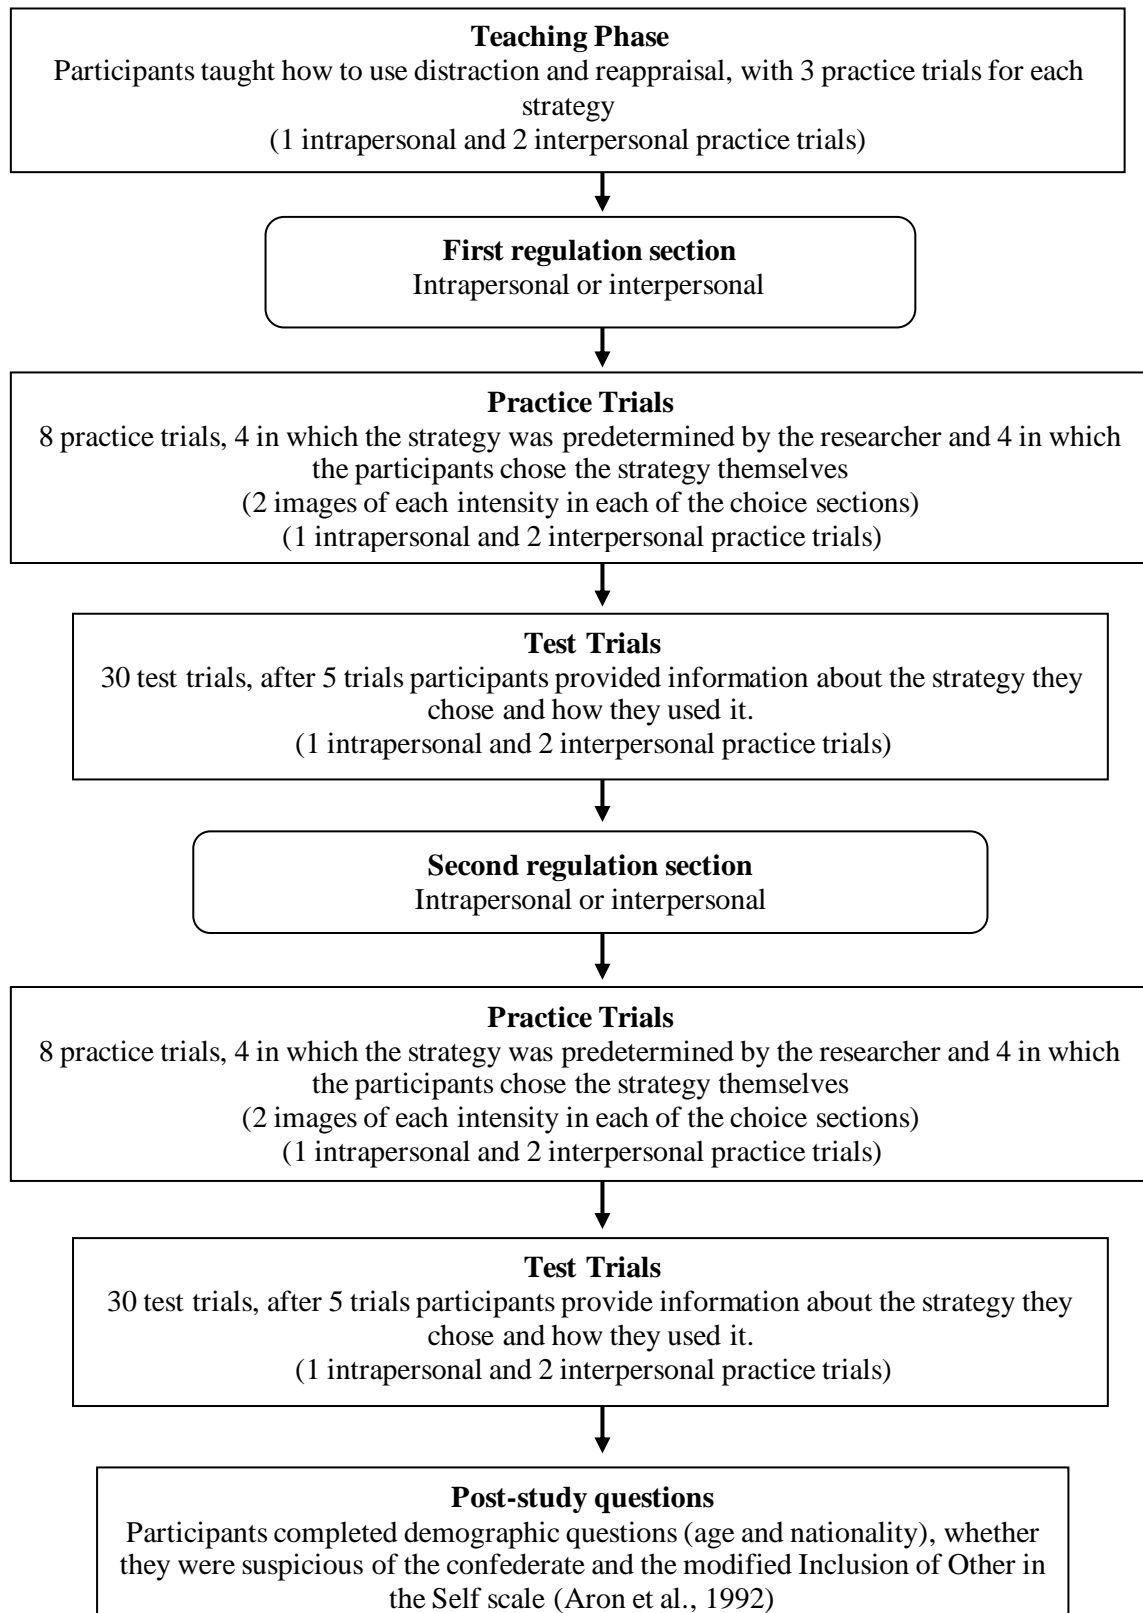 Teaching Phase
Participants taught how to use distraction and reappraisal, with 3 practice trials for each
strategy
(1 intrapersonal and 2 interpersonal practice trials)
First regulation section
Intrapersonal or interpersonal
Practice Trials
8 practice trials, 4 in which the strategy was predetermined by the researcher and 4 in which
the participants chose the strategy themselves
(2 images of each intensity in each of the choice sections)
(1 intrapersonal and 2 interpersonal practice trials)
Test Trials
30 test trials, after 5 trials participants provided information about the strategy they
chose and how they used it.
(1 intrapersonal and 2 interpersonal practice trials)
Second regulation section
Intrapersonal or interpersonal
Practice Trials
8 practice trials, 4 in which the strategy was predetermined by the researcher and 4 in which
the participants chose the strategy themselves
(2 images of each intensity in each of the choice sections)
(1 intrapersonal and 2 interpersonal practice trials)
Test Trials
30 test trials, after 5 trials participants provide information about the strategy they
chose and how they used it.
(1 intrapersonal and 2 interpersonal practice trials)
Post-study questions
Participants completed demographic questions (age and nationality), whether
they were suspicious of the confederate and the modified Inclusion of Other in
the Self scale (Aron et al., 1992)